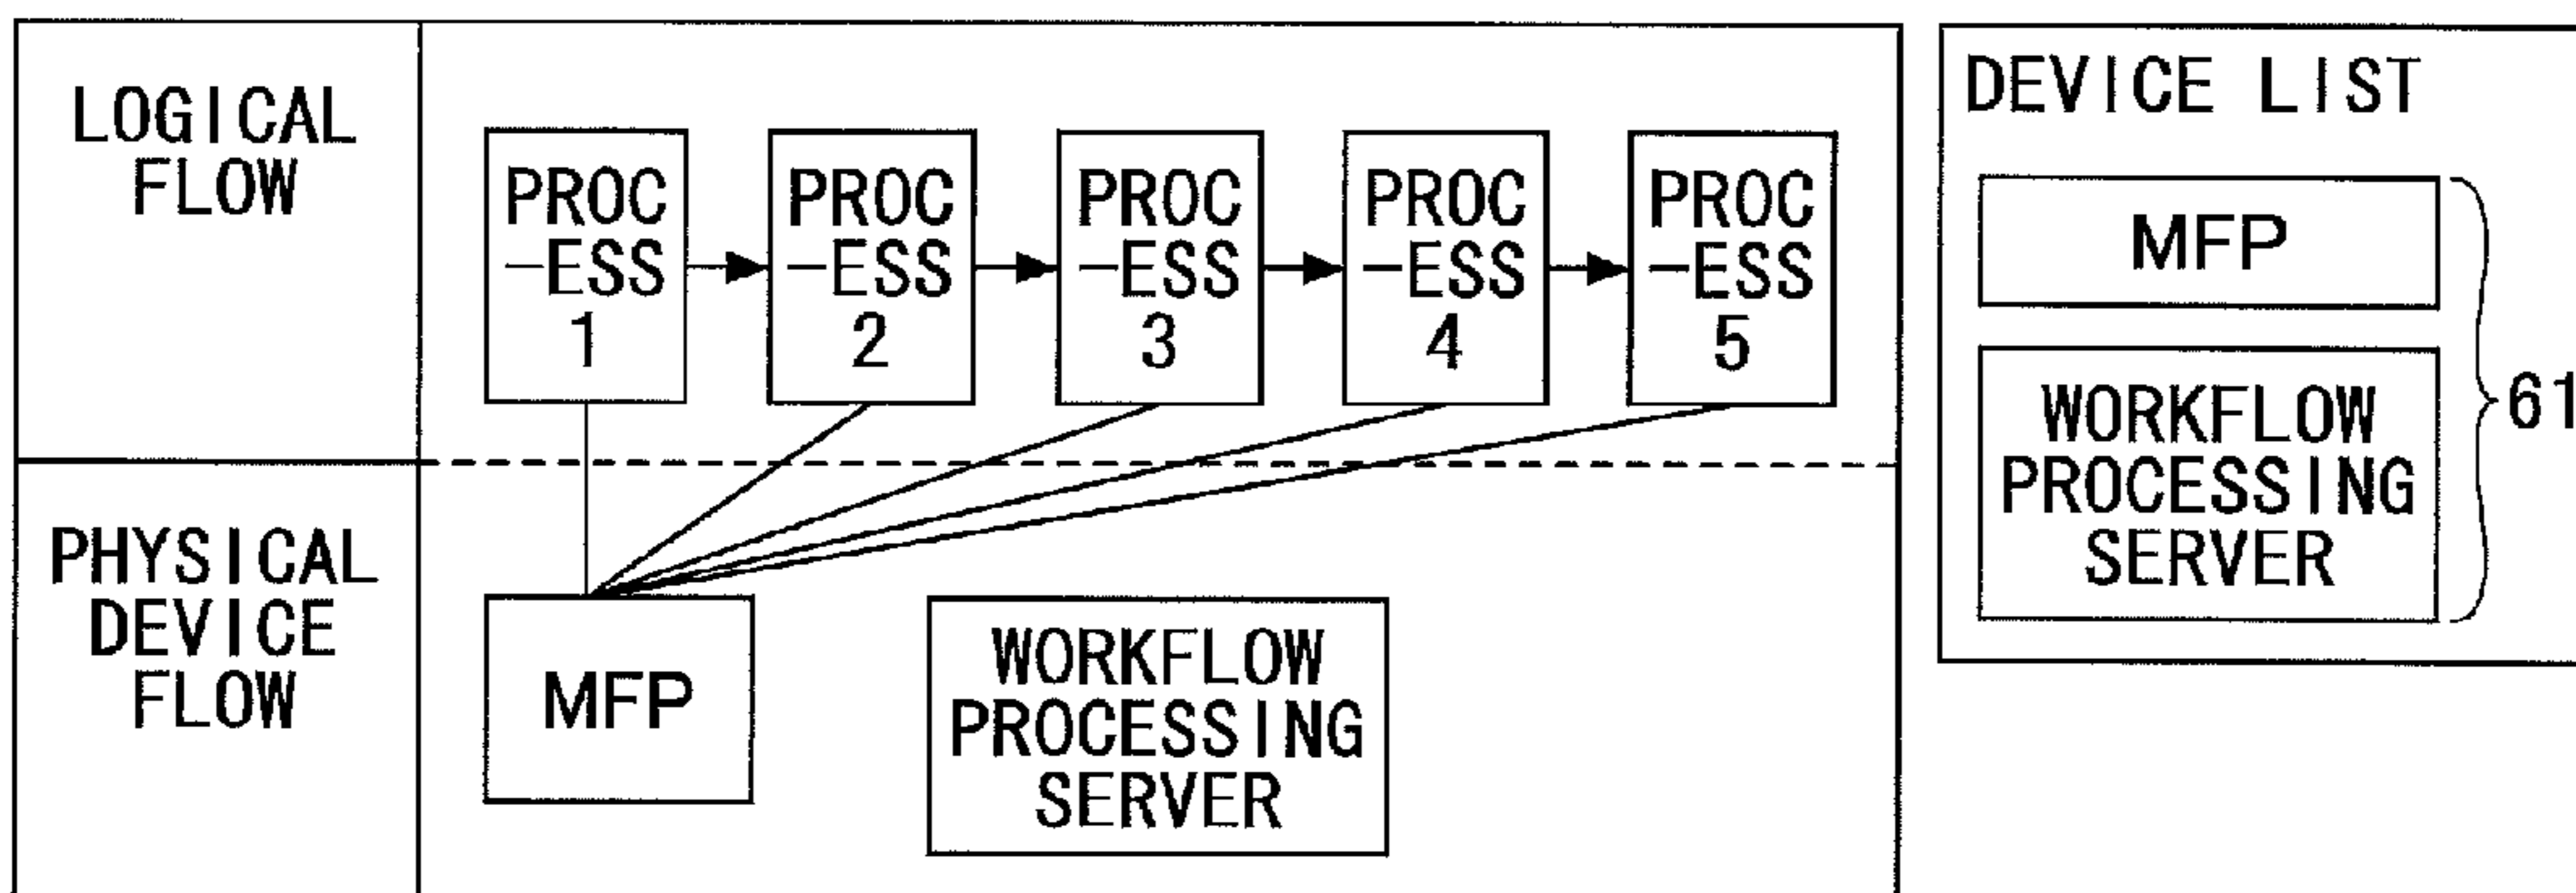 LOGICAL
FLOW
PROC
-ESS
1
PROC
-ESS
2
PROC
-ESS
3
PROC
-ESS
4
PROC
-ESS
5
PHYSICAL
DEVICE
FLOW
MFP
WORKFLOW
PROCESSING
SERVER
DEVICE LIST
MFP
WORKFLOW
PROCESSING
SERVER
61